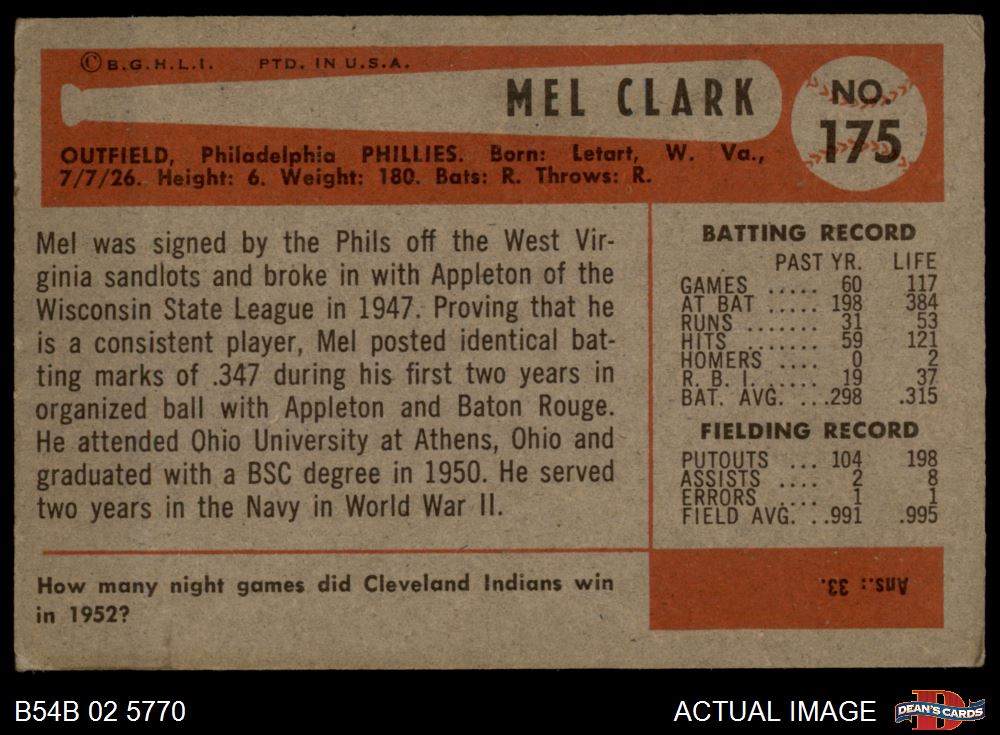 © B.G.H.L.I. PTD. IN U.S.A.
MEL CLARK
NO.
175
OUTFIELD, Philadelphia PHILLIES. Born: Letart, W. Va.,
7/7/26. Height: 6. Weight: 180. Bats: R. Throws: R.
Mel was signed by the Phils off the West Vir-
ginia sandlots and broke in with Appleton of the
Wisconsin State League in 1947. Proving that he
is a consistent player, Mel posted identical bat-
ting marks of .347 during his first two years in
organized ball with Appleton and Baton Rouge.
He attended Ohio University at Athens, Ohio and
graduated with a BSC degree in 1950. He served
two years in the Navy in World War II.
BATTING RECORD
PAST YR. LIFE
GAMES ..... 60 117
AT BAT ..... 198 384
RUNS ....... 31 53
HITS ....... 59 121
HOMERS .... 0 2
R. B. I. ..... 19 37
BAT. AVG. ...298 .315
FIELDING RECORD
PUTOUTS ... 104 198
ASSISTS .... 2 8
ERRORS .... 1 1
FIELD AVG. ..991 .995
How many night games did Cleveland Indians win
in 1952?
Ans.: 33.
B54B 02 5770
ACTUAL IMAGE
D
DEAN'S CARDS